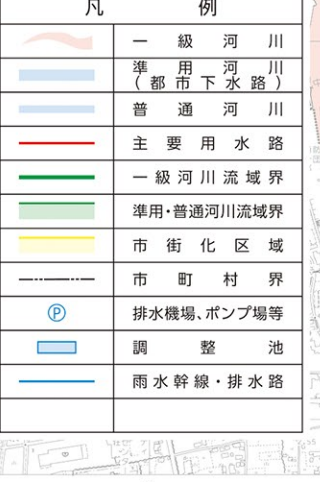 凡例
一級河川
準用河川
(都市下水路)
普通河川
主要用水路
一級河川流域界
準用・普通河川流域界
市街化区域
市町村界
Ⓟ 排水機場、ポンプ場等
調整池
雨水幹線・排水路